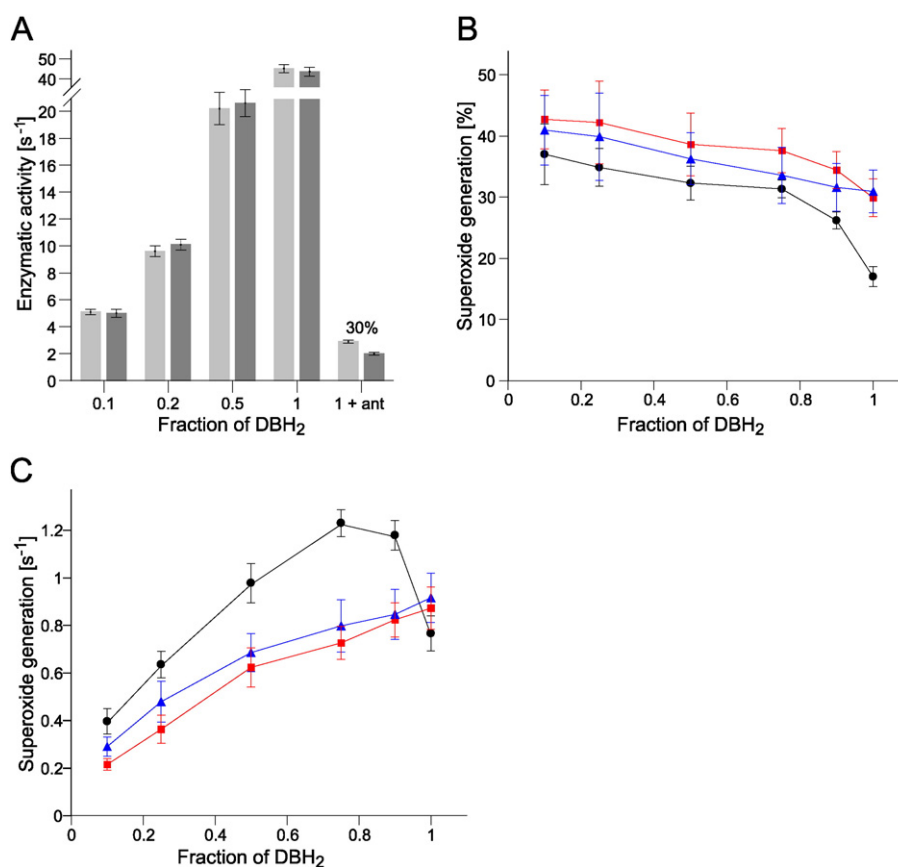 A
Enzymatic activity [s⁻¹]
50
40
20
18
16
14
12
10
8
6
4
2
0
30%
0.1 0.2 0.5 1 1 + ant
Fraction of DBH₂
B
Superoxide generation [%]
50
40
30
20
10
0
0 0.2 0.4 0.6 0.8 1
Fraction of DBH₂
C
Superoxide generation [s⁻¹]
1.2
1
0.8
0.6
0.4
0.2
0
0 0.2 0.4 0.6 0.8 1
Fraction of DBH₂